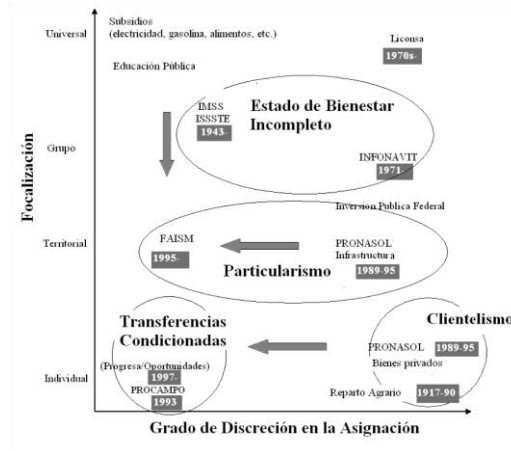 Universal
Subsidios
(electricidad, gasolina, alimentos, etc.)
Liconsa
1970s-
Educación Pública
IMSS
ISSSTE
1943-
Estado de Bienestar
Incompleto
Grupo
INFONAVIT
1971-
Focalización
Inversion Publica Federal
Territorial
FAISM
1995-
PRONASOL
Infrastructura
1989-95
Particularismo
Transferencias
Condicionadas
(Progresa/Oportunidades)
1997-
PROCAMPO
1993
Clientelismo
PRONASOL
1989-95
Bienes privados
Individual
Reparto Agrario
1917-90
Grado de Discreción en la Asignación